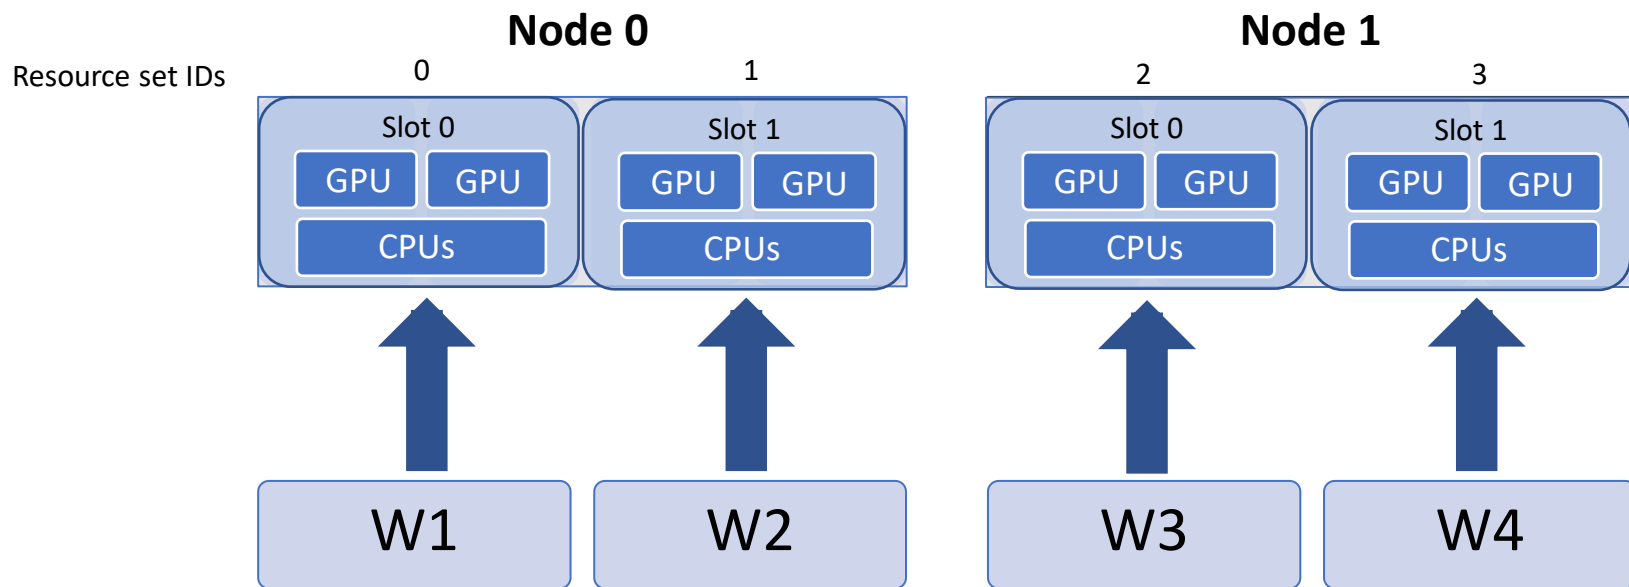 Node 0 Node 1
Resource set IDs 0 1 2 3
Slot 0 Slot 1 Slot 0 Slot 1
GPU GPU GPU GPU GPU GPU GPU GPU
CPUs CPUs CPUs CPUs
W1 W2 W3 W4